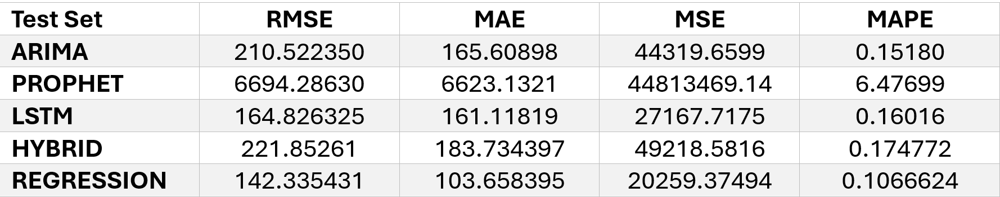 Test Set RMSE MAE MSE MAPE
ARIMA 210.522350 165.60898 44319.6599 0.15180
PROPHET 6694.28630 6623.1321 44813469.14 6.47699
LSTM 164.826325 161.11819 27167.7175 0.16016
HYBRID 221.85261 183.734397 49218.5816 0.174772
REGRESSION 142.335431 103.658395 20259.37494 0.1066624